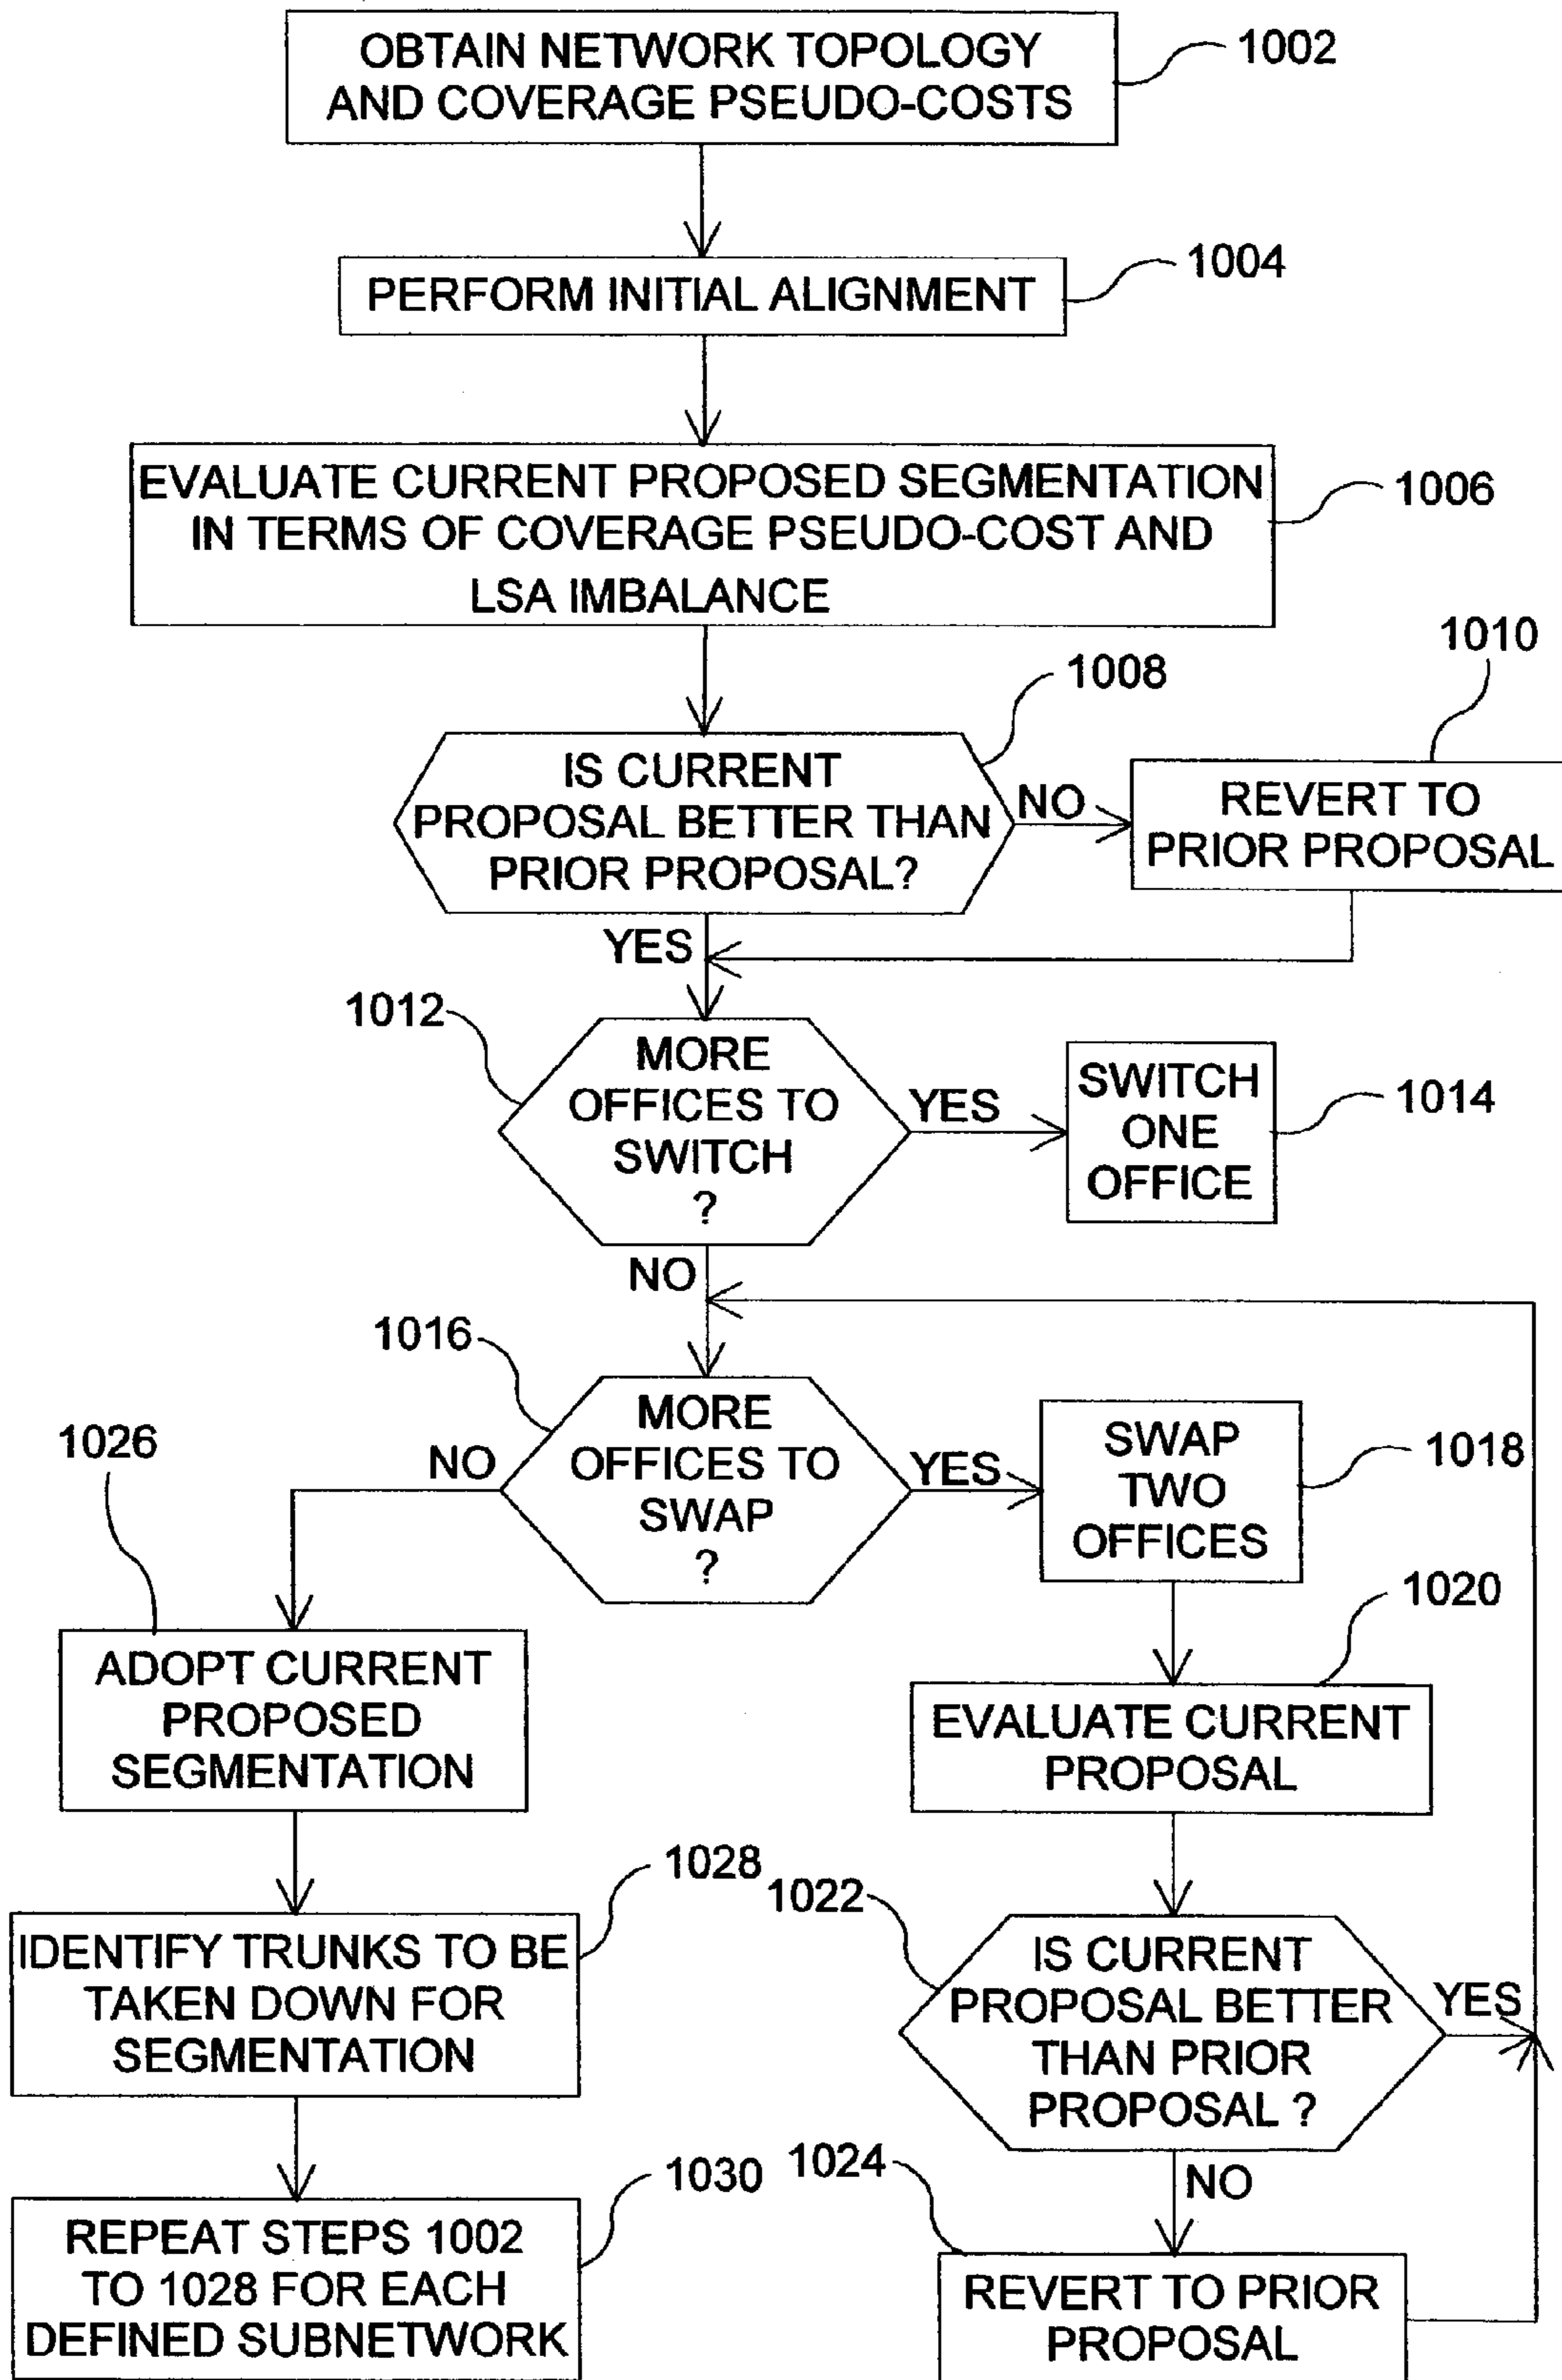 OBTAIN NETWORK TOPOLOGY
AND COVERAGE PSEUDO-COSTS
1002
PERFORM INITIAL ALIGNMENT
1004
EVALUATE CURRENT PROPOSED SEGMENTATION
IN TERMS OF COVERAGE PSEUDO-COST AND
LSA IMBALANCE
1006
1008
IS CURRENT
PROPOSAL BETTER THAN
PRIOR PROPOSAL?
NO
1010
REVERT TO
PRIOR PROPOSAL
YES
1012
MORE
OFFICES TO
SWITCH
?
YES
SWITCH
ONE
OFFICE
1014
NO
1016
MORE
OFFICES TO
SWAP
?
YES
SWAP
TWO
OFFICES
1018
NO
1026
ADOPT CURRENT
PROPOSED
SEGMENTATION
1020
EVALUATE CURRENT
PROPOSAL
1028
IDENTIFY TRUNKS TO BE
TAKEN DOWN FOR
SEGMENTATION
1022
IS CURRENT
PROPOSAL BETTER
THAN PRIOR
PROPOSAL ?
YES
NO
1030
REPEAT STEPS 1002
TO 1028 FOR EACH
DEFINED SUBNETWORK
1024
REVERT TO PRIOR
PROPOSAL